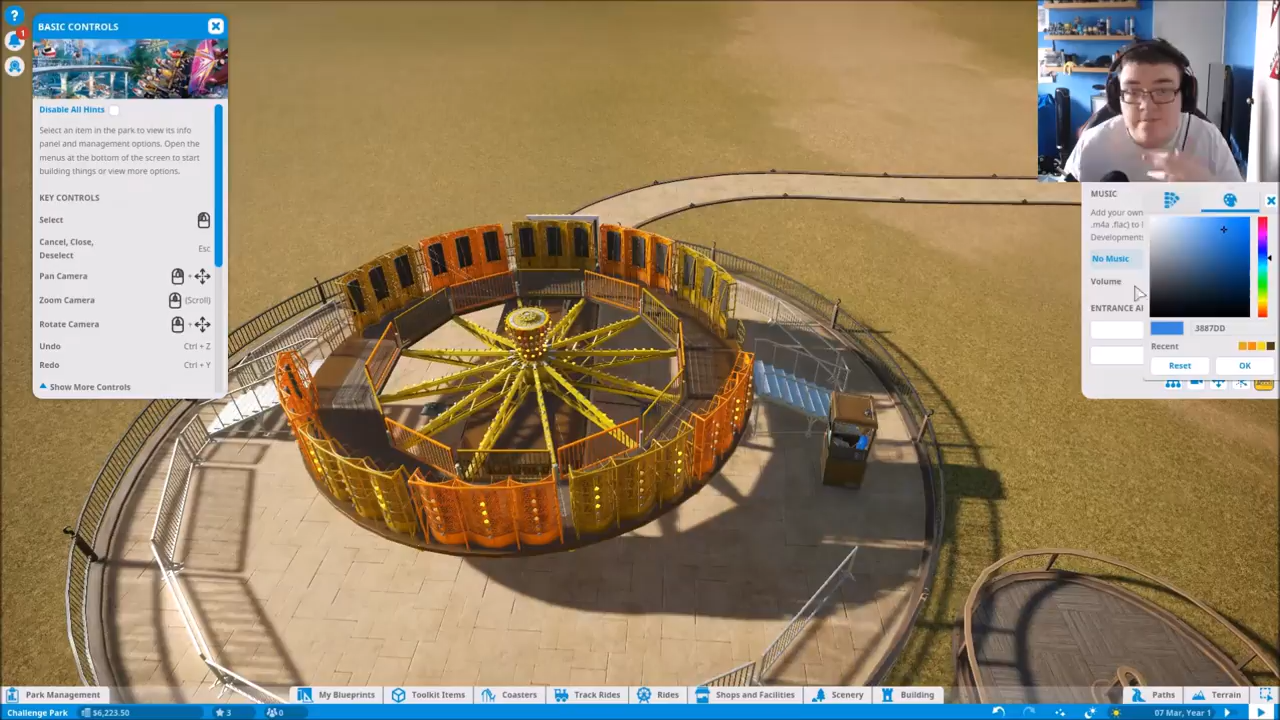 ?
1
BASIC CONTROLS
Disable All Hints
Select an item in the park to view its info
panel and management options. Open the
menus at the bottom of the screen to start
building things or view more options.
KEY CONTROLS
Select
Cancel, Close,
Deselect
Esc
Pan Camera
+
Zoom Camera
(Scroll)
Rotate Camera
+
Undo
Ctrl + Z
Redo
Ctrl + Y
Show More Controls
MUSIC
Add your own
.m4a .flac) to
Developments
No Music
Volume
ENTRANCE A
3887DD
Recent
Reset
OK
Park Management
My Blueprints
Toolkit Items
Coasters
Track Rides
Rides
Shops and Facilities
Scenery
Building
Paths
Terrain
Challenge Park
$6,223.50
3
0
07 Mar, Year 1